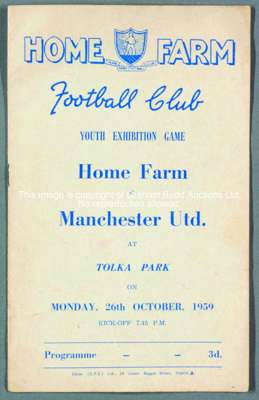 HOME FARM
Football Club
YOUTH EXHIBITION GAME
Home Farm
Manchester Utd.
AT
TOLKA PARK
ON
MONDAY, 26th OCTOBER, 1959
KICK-OFF 7.45 P.M.
Programme - - 3d.